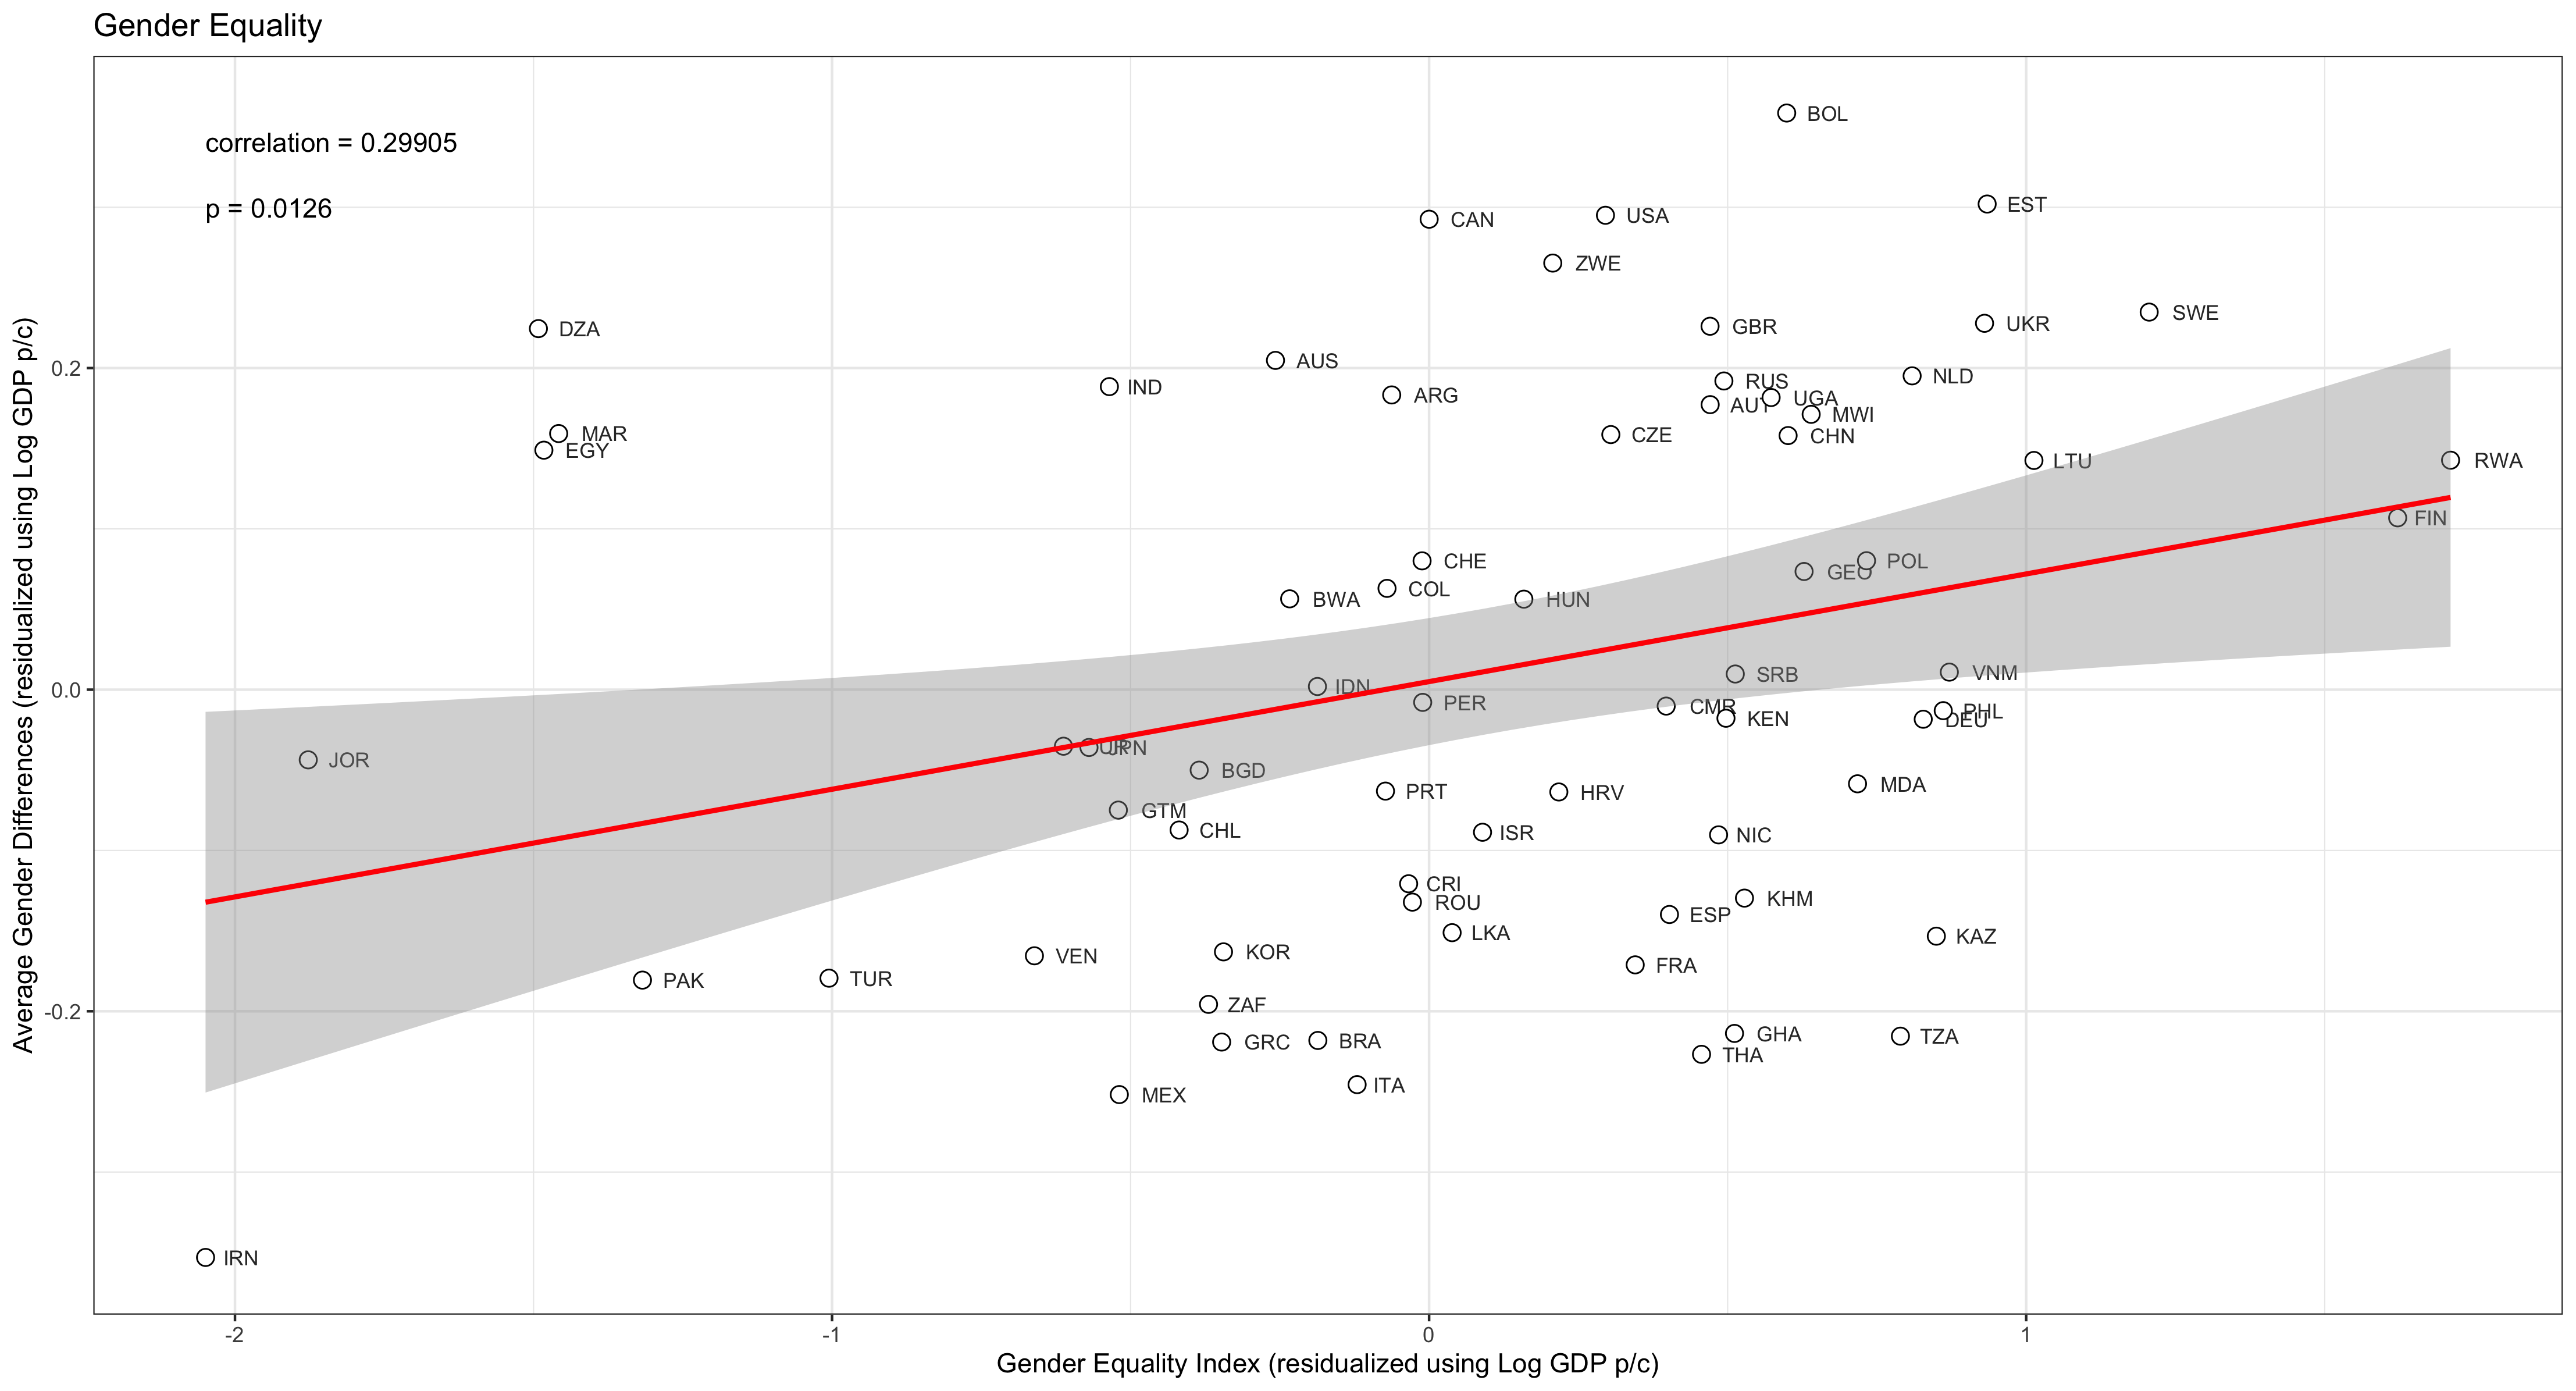 Gender Equality
correlation = 0.29905
p = 0.0126
BOL
EST
CAN
USA
ZWE
SWE
UKR
GBR
DZA
AUS
NLD
IND
RUS
ARG
UGA
AUT
MWI
MAR
CZE
CHN
EGY
LTU
RWA
FIN
CHE
POL
GEO
COL
BWA
HUN
VNM
SRB
IDN
PER
CMR
PHL
KEN
DEU
JPN
JOR
BGD
MDA
PRT
HRV
GTM
CHL
ISR
NIC
CRI
KHM
ROU
ESP
LKA
KAZ
KOR
VEN
FRA
TUR
PAK
ZAF
GHA
TZA
BRA
GRC
THA
ITA
MEX
IRN
0.2
0.0
-0.2
-2
-1
0
1
Average Gender Differences (residualized using Log GDP p/c)
Gender Equality Index (residualized using Log GDP p/c)